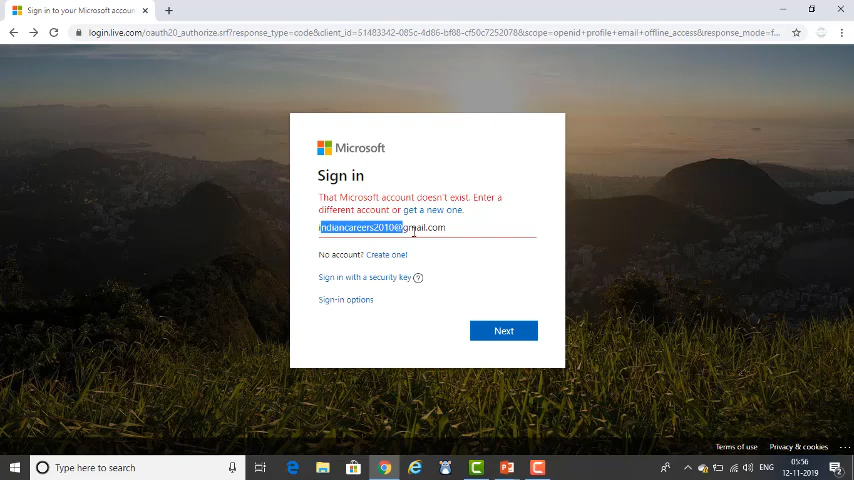 Sign in to your Microsoft accoun
login.live.com/oauth20_authorize.srf?response_type=code&client_id=51483342-085c-4d86-bf88-cf50c7252078&scope=openid+profile+email+offline_access&response_mode=f...
Microsoft
Sign in
That Microsoft account doesn't exist. Enter a
different account or get a new one.
indiancareers2010@gmail.com
No account? Create one!
Sign in with a security key ?
Sign-in options
Next
Terms of use Privacy & cookies ...
Type here to search
ENG
05:56
12-11-2019
2